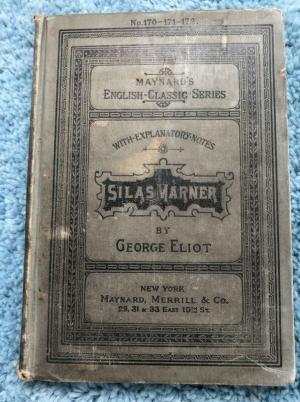 No. 170-171-172.
MAYNARD'S
ENGLISH-CLASSIC SERIES
WITH-EXPLANATORY-NOTES
SILAS MARNER
BY
GEORGE ELIOT
NEW YORK
MAYNARD, MERRILL & CO.
29, 31 & 33 EAST 19TH ST.